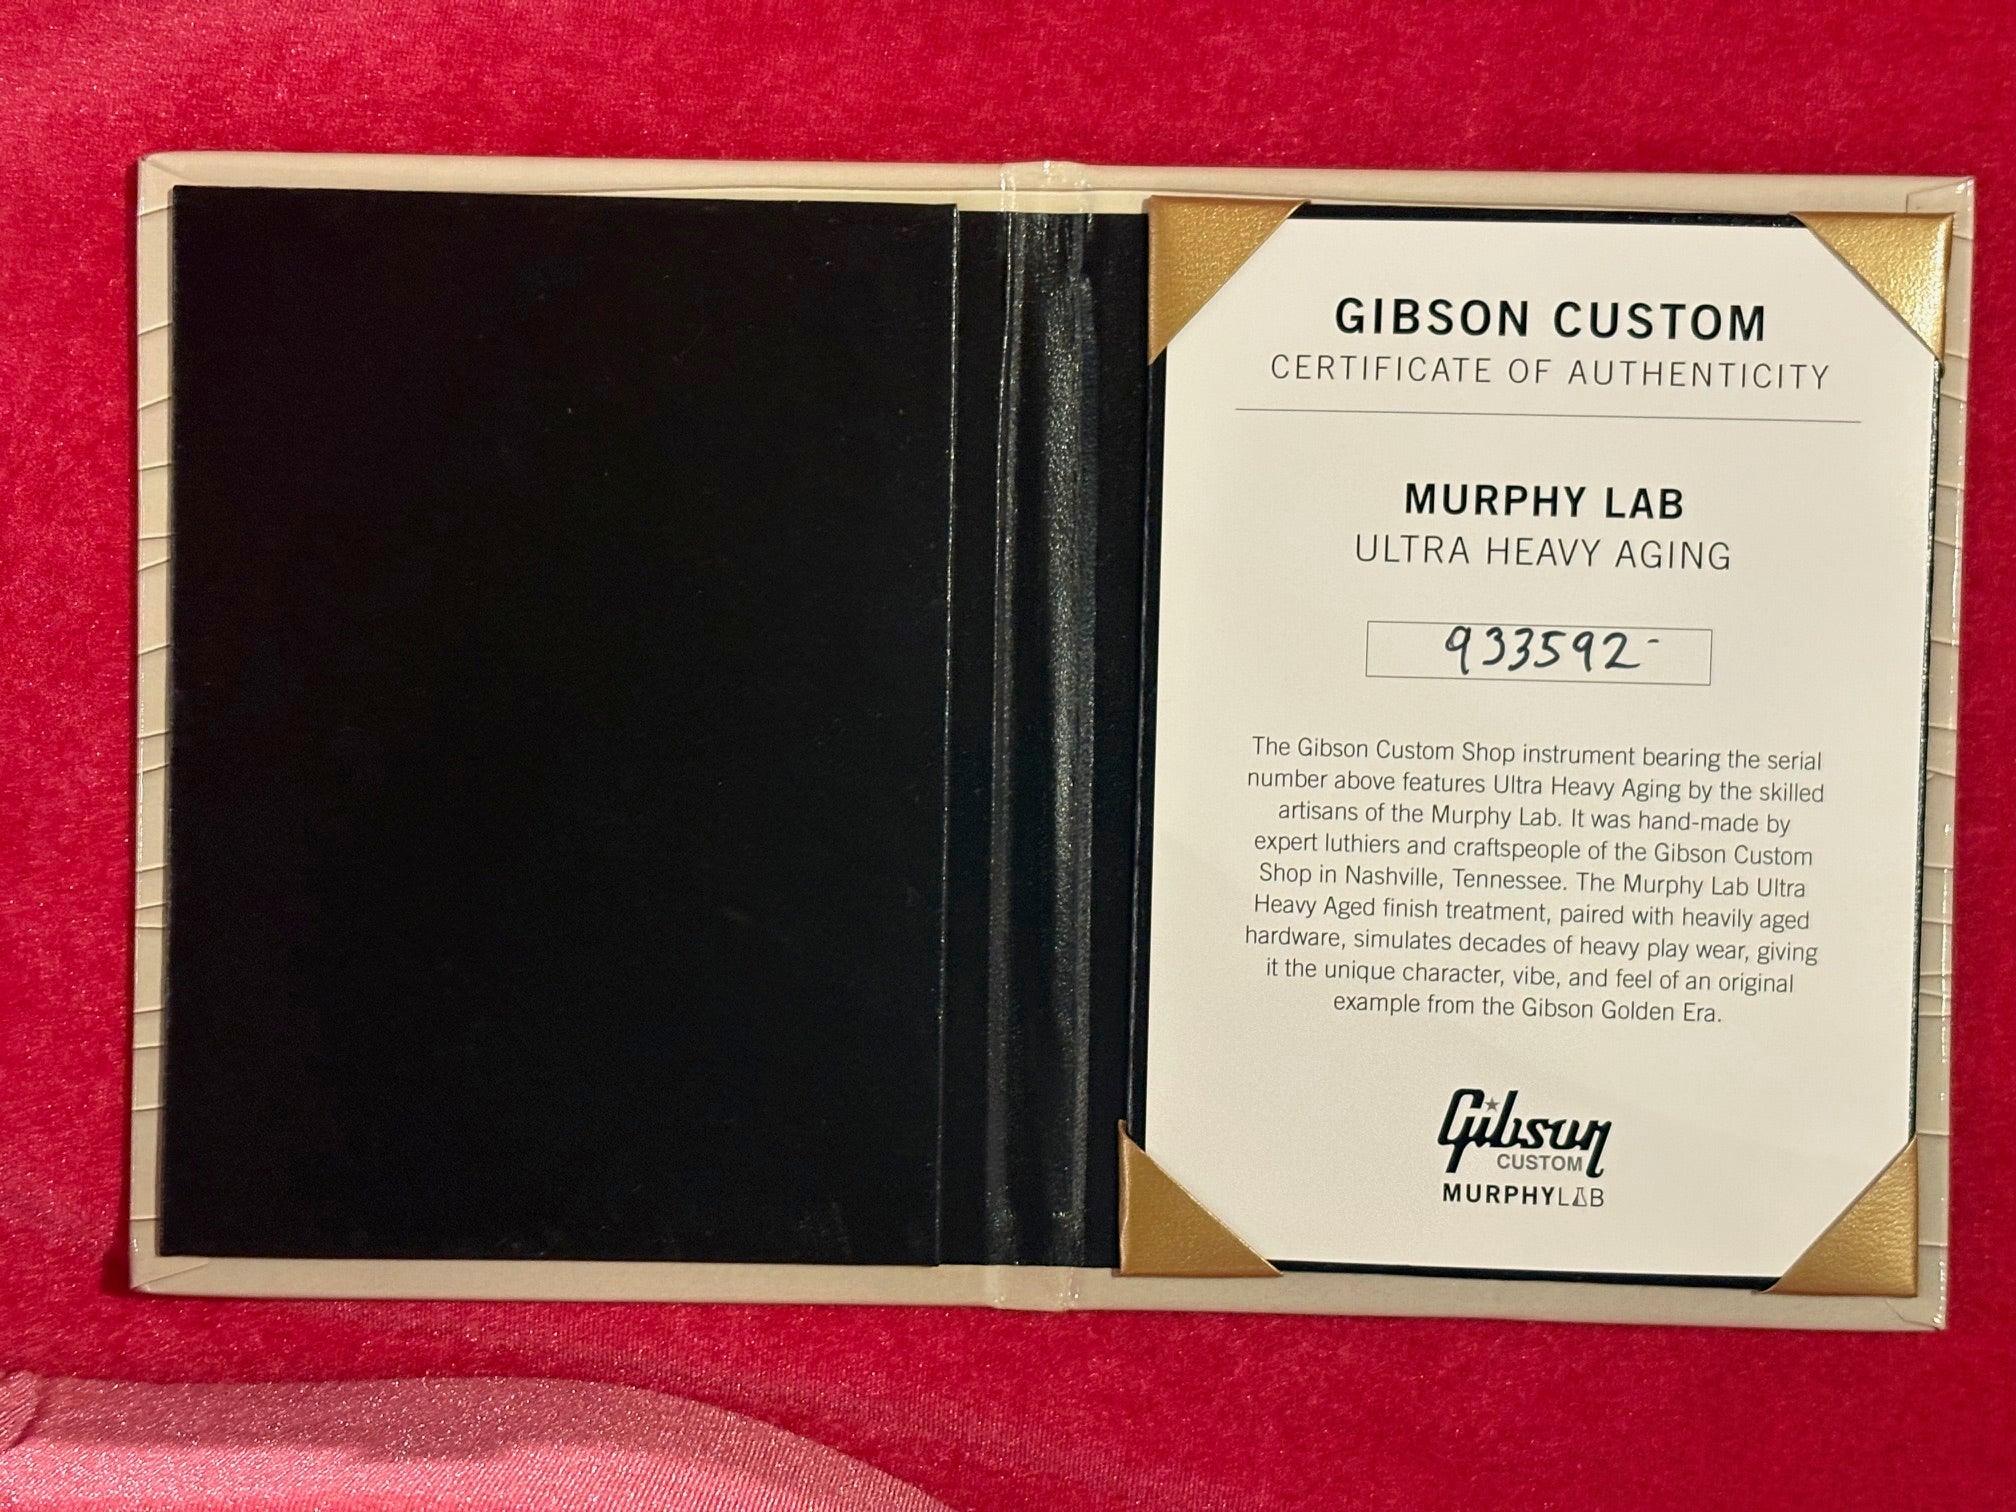 GIBSON CUSTOM
CERTIFICATE OF AUTHENTICITY
MURPHY LAB
ULTRA HEAVY AGING
933592-
The Gibson Custom Shop instrument bearing the serial
number above features Ultra Heavy Aging by the skilled
artisans of the Murphy Lab. It was hand-made by
expert luthiers and craftspeople of the Gibson Custom
Shop in Nashville, Tennessee. The Murphy Lab Ultra
Heavy Aged finish treatment, paired with heavily aged
hardware, simulates decades of heavy play wear, giving
it the unique character, vibe, and feel of an original
example from the Gibson Golden Era.
Gibson
CUSTOM
MURPHYLAB